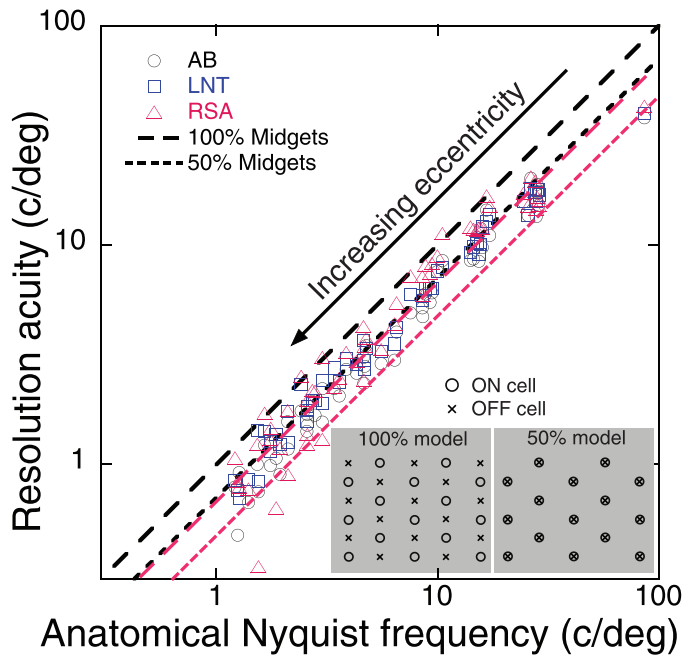 100
10
1
Resolution acuity (c/deg)
AB
LNT
RSA
100% Midgets
50% Midgets
Increasing eccentricity
ON cell
OFF cell
100% model
50% model
1
10
100
Anatomical Nyquist frequency (c/deg)